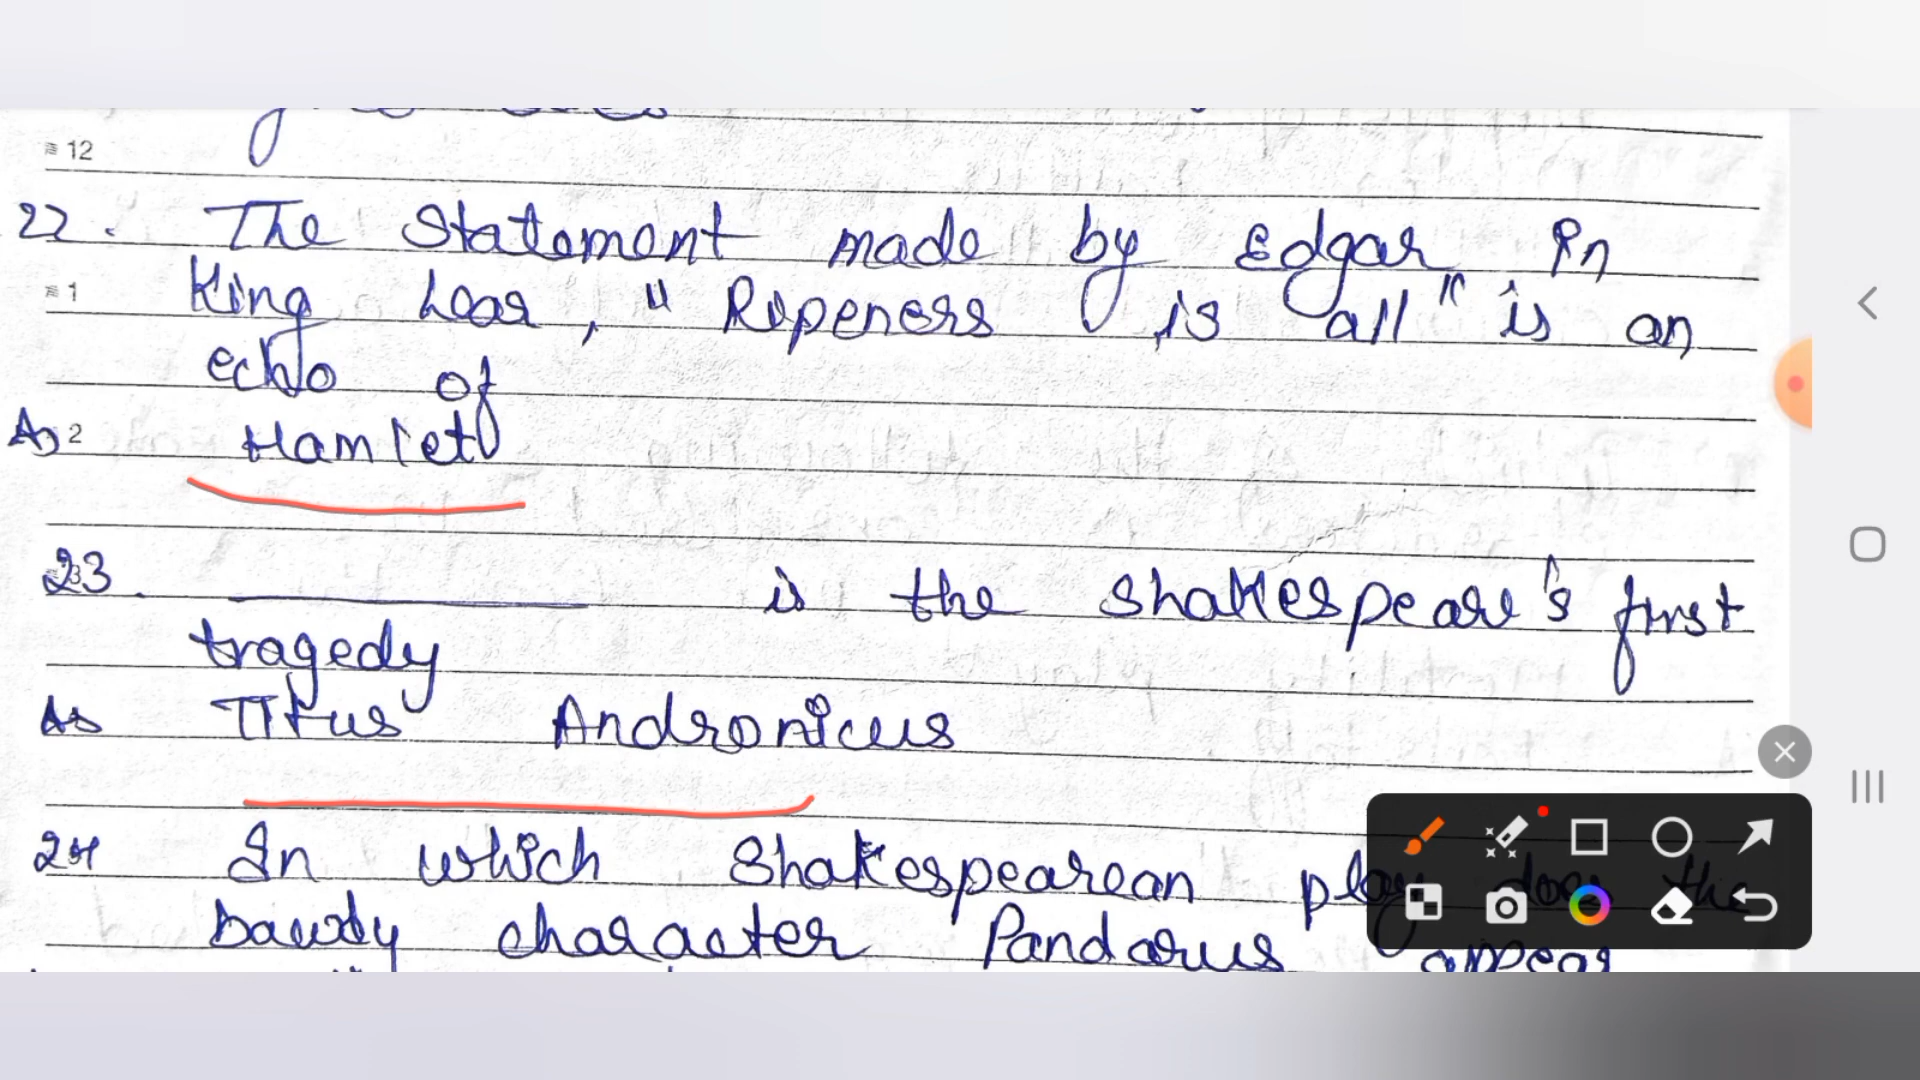 12
22. The Statement made by Edgar in
1
King Lear, "Ripeness is all" is an
echo of
As 2 Hamlet
23. is the Shakespeare's first
tragedy
As Titus Andronicus
24 In which Shakespearean play does the
bawdy character Pandarus appear